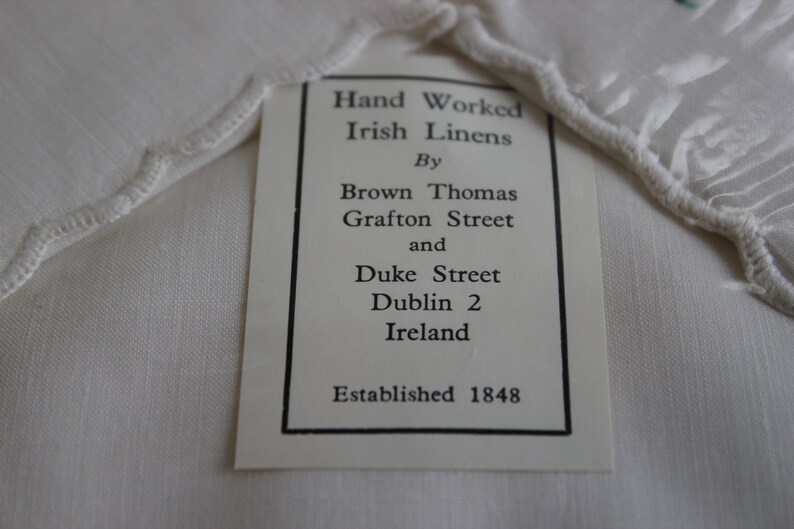 Hand Worked
Irish Linens
By
Brown Thomas
Grafton Street
and
Duke Street
Dublin 2
Ireland
Established 1848